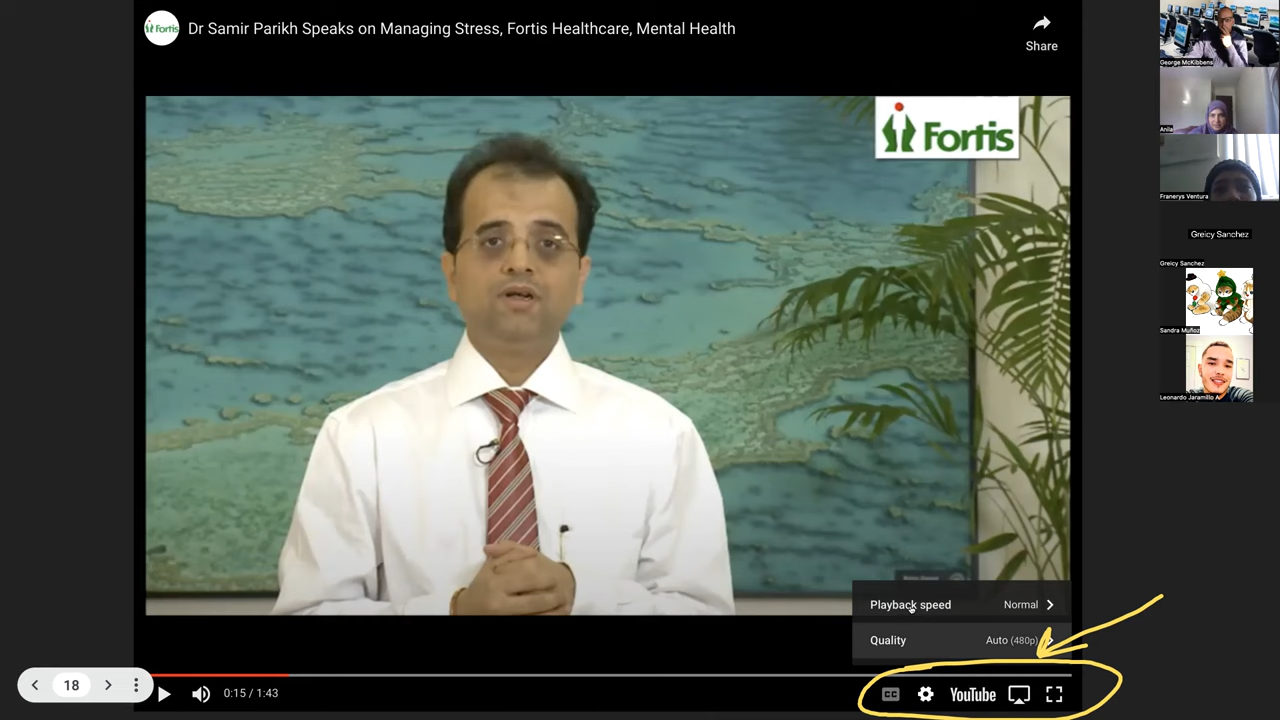 Fortis
Dr Samir Parikh Speaks on Managing Stress, Fortis Healthcare, Mental Health
Share
Fortis
Playback speed
Normal
Quality
Auto (480p)
18
0:15 / 1:43
CC
YouTube
George McKibbens
Anila
Franerys Ventura
Greicy Sanchez
Greicy Sanchez
Sandra Muñoz
Leonardo Jaramillo A.